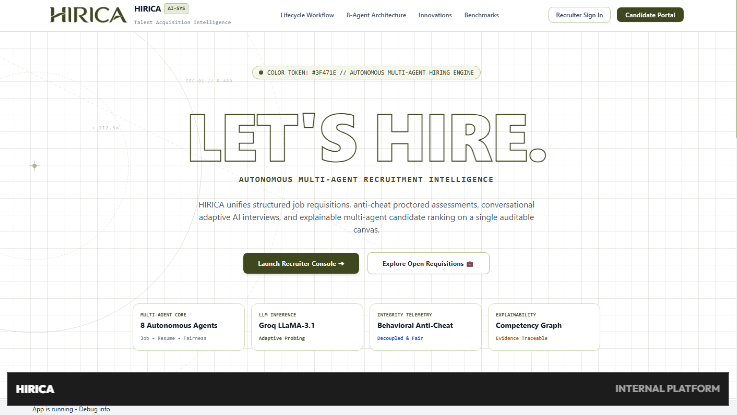 HIRICA
HIRICA AI-SYS
Talent Acquisition Intelligence
Lifecycle Workflow
8-Agent Architecture
Innovations
Benchmarks
Recruiter Sign In
Candidate Portal
COLOR TOKEN: #3F471E // AUTONOMOUS MULTI-AGENT HIRING ENGINE
LET'S HIRE.
AUTONOMOUS MULTI-AGENT RECRUITMENT INTELLIGENCE
HIRICA unifies structured job requisitions, anti-cheat proctored assessments, conversational
adaptive AI interviews, and explainable multi-agent candidate ranking on a single auditable
canvas.
Launch Recruiter Console ➔
Explore Open Requisitions 💼
MULTI-AGENT CORE
8 Autonomous Agents
Job • Resume • Fairness
LLM INFERENCE
Groq LLaMA-3.1
Adaptive Probing
INTEGRITY TELEMETRY
Behavioral Anti-Cheat
Decoupled & Fair
EXPLAINABILITY
Competency Graph
Evidence Traceable
HIRICA
INTERNAL PLATFORM
App is running • Debug info